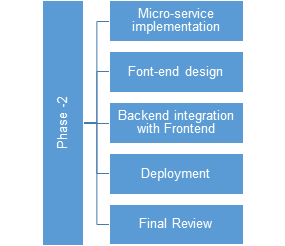 Phase -2
Micro-service
implementation
Font-end design
Backend integration
with Frontend
Deployment
Final Review